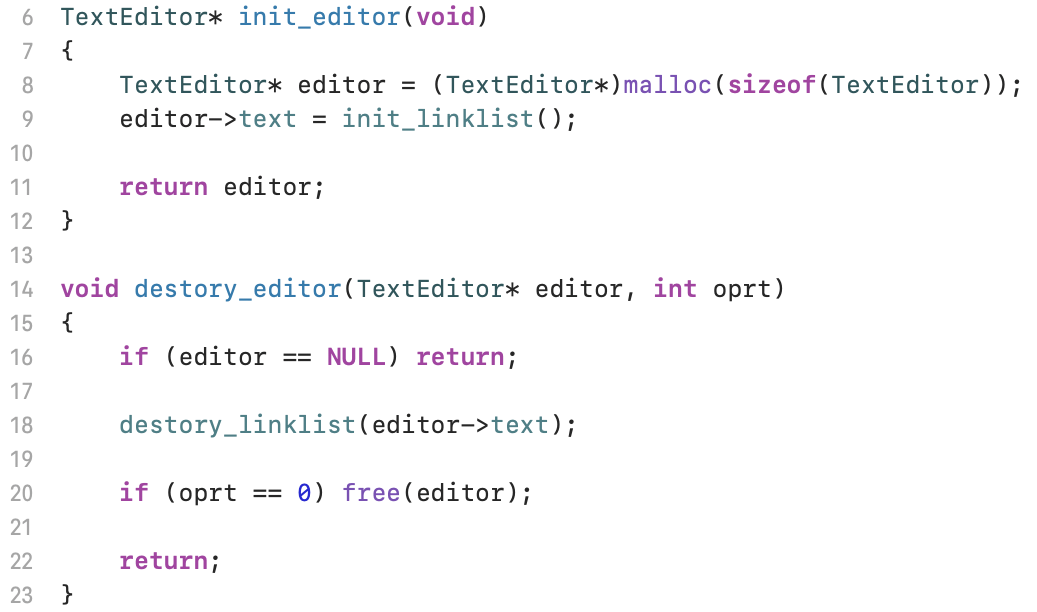 6 TextEditor* init_editor(void)
7 {
8     TextEditor* editor = (TextEditor*)malloc(sizeof(TextEditor));
9     editor->text = init_linklist();
10
11     return editor;
12 }
13
14 void destory_editor(TextEditor* editor, int oprt)
15 {
16     if (editor == NULL) return;
17
18     destory_linklist(editor->text);
19
20     if (oprt == 0) free(editor);
21
22     return;
23 }